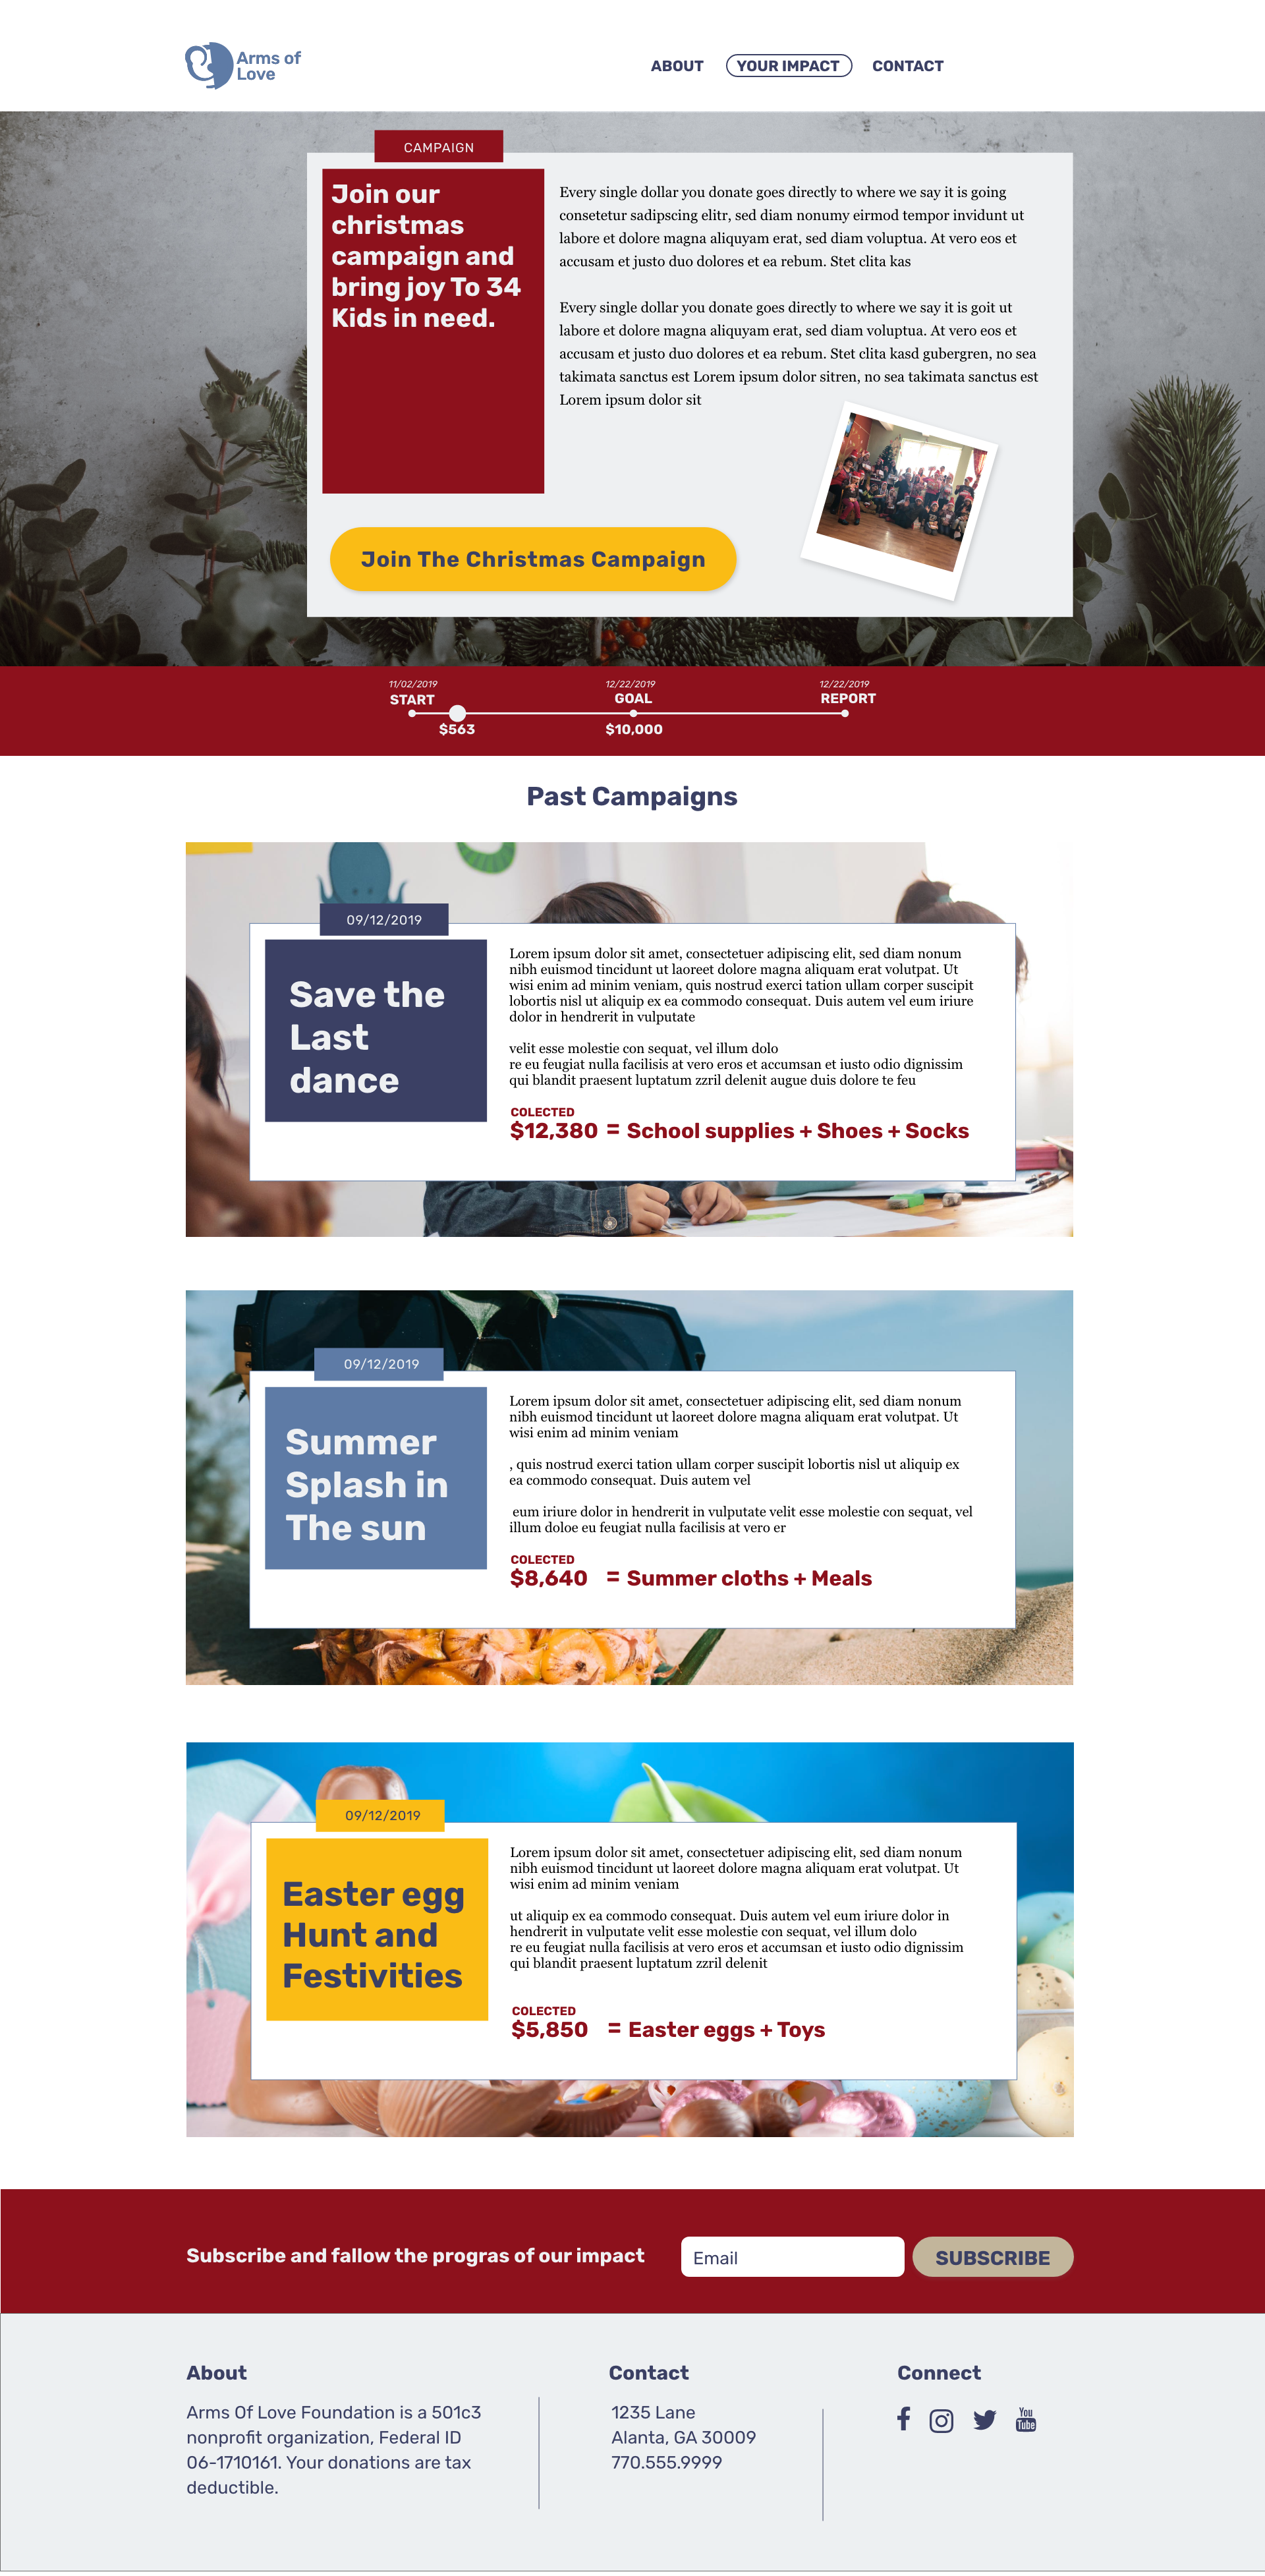 Arms of
Love
ABOUT
YOUR IMPACT
CONTACT
CAMPAIGN
Join our
christmas
campaign and
bring joy To 34
Kids in need.
Every single dollar you donate goes directly to where we say it is going
consetetur sadipscing elitr, sed diam nonumy eirmod tempor invidunt ut
labore et dolore magna aliquyam erat, sed diam voluptua. At vero eos et
accusam et justo duo dolores et ea rebum. Stet clita kas
Every single dollar you donate goes directly to where we say it is goit ut
labore et dolore magna aliquyam erat, sed diam voluptua. At vero eos et
accusam et justo duo dolores et ea rebum. Stet clita kasd gubergren, no sea
takimata sanctus est Lorem ipsum dolor sitren, no sea takimata sanctus est
Lorem ipsum dolor sit
Join The Christmas Campaign
11/02/2019
START
$563
12/22/2019
GOAL
$10,000
12/22/2019
REPORT
Past Campaigns
09/12/2019
Save the
Last
dance
Lorem ipsum dolor sit amet, consectetuer adipiscing elit, sed diam nonum
nibh euismod tincidunt ut laoreet dolore magna aliquam erat volutpat. Ut
wisi enim ad minim veniam, quis nostrud exerci tation ullam corper suscipit
lobortis nisl ut aliquip ex ea commodo consequat. Duis autem vel eum iriure
dolor in hendrerit in vulputate
velit esse molestie con sequat, vel illum dolo
re eu feugiat nulla facilisis at vero eros et accumsan et iusto odio dignissim
qui blandit praesent luptatum zzril delenit augue duis dolore te feu
COLECTED
$12,380 = School supplies + Shoes + Socks
09/12/2019
Summer
Splash in
The sun
Lorem ipsum dolor sit amet, consectetuer adipiscing elit, sed diam nonum
nibh euismod tincidunt ut laoreet dolore magna aliquam erat volutpat. Ut
wisi enim ad minim veniam
, quis nostrud exerci tation ullam corper suscipit lobortis nisl ut aliquip ex
ea commodo consequat. Duis autem vel
eum iriure dolor in hendrerit in vulputate velit esse molestie con sequat, vel
illum doloe eu feugiat nulla facilisis at vero er
COLECTED
$8,640 = Summer cloths + Meals
09/12/2019
Easter egg
Hunt and
Festivities
Lorem ipsum dolor sit amet, consectetuer adipiscing elit, sed diam nonum
nibh euismod tincidunt ut laoreet dolore magna aliquam erat volutpat. Ut
wisi enim ad minim veniam
ut aliquip ex ea commodo consequat. Duis autem vel eum iriure dolor in
hendrerit in vulputate velit esse molestie con sequat, vel illum dolo
re eu feugiat nulla facilisis at vero eros et accumsan et iusto odio dignissim
qui blandit praesent luptatum zzril delenit
COLECTED
$5,850 = Easter eggs + Toys
Subscribe and fallow the progras of our impact
Email
SUBSCRIBE
About
Arms Of Love Foundation is a 501c3
nonprofit organization, Federal ID
06-1710161. Your donations are tax
deductible.
Contact
1235 Lane
Alanta, GA 30009
770.555.9999
Connect
You
Tube